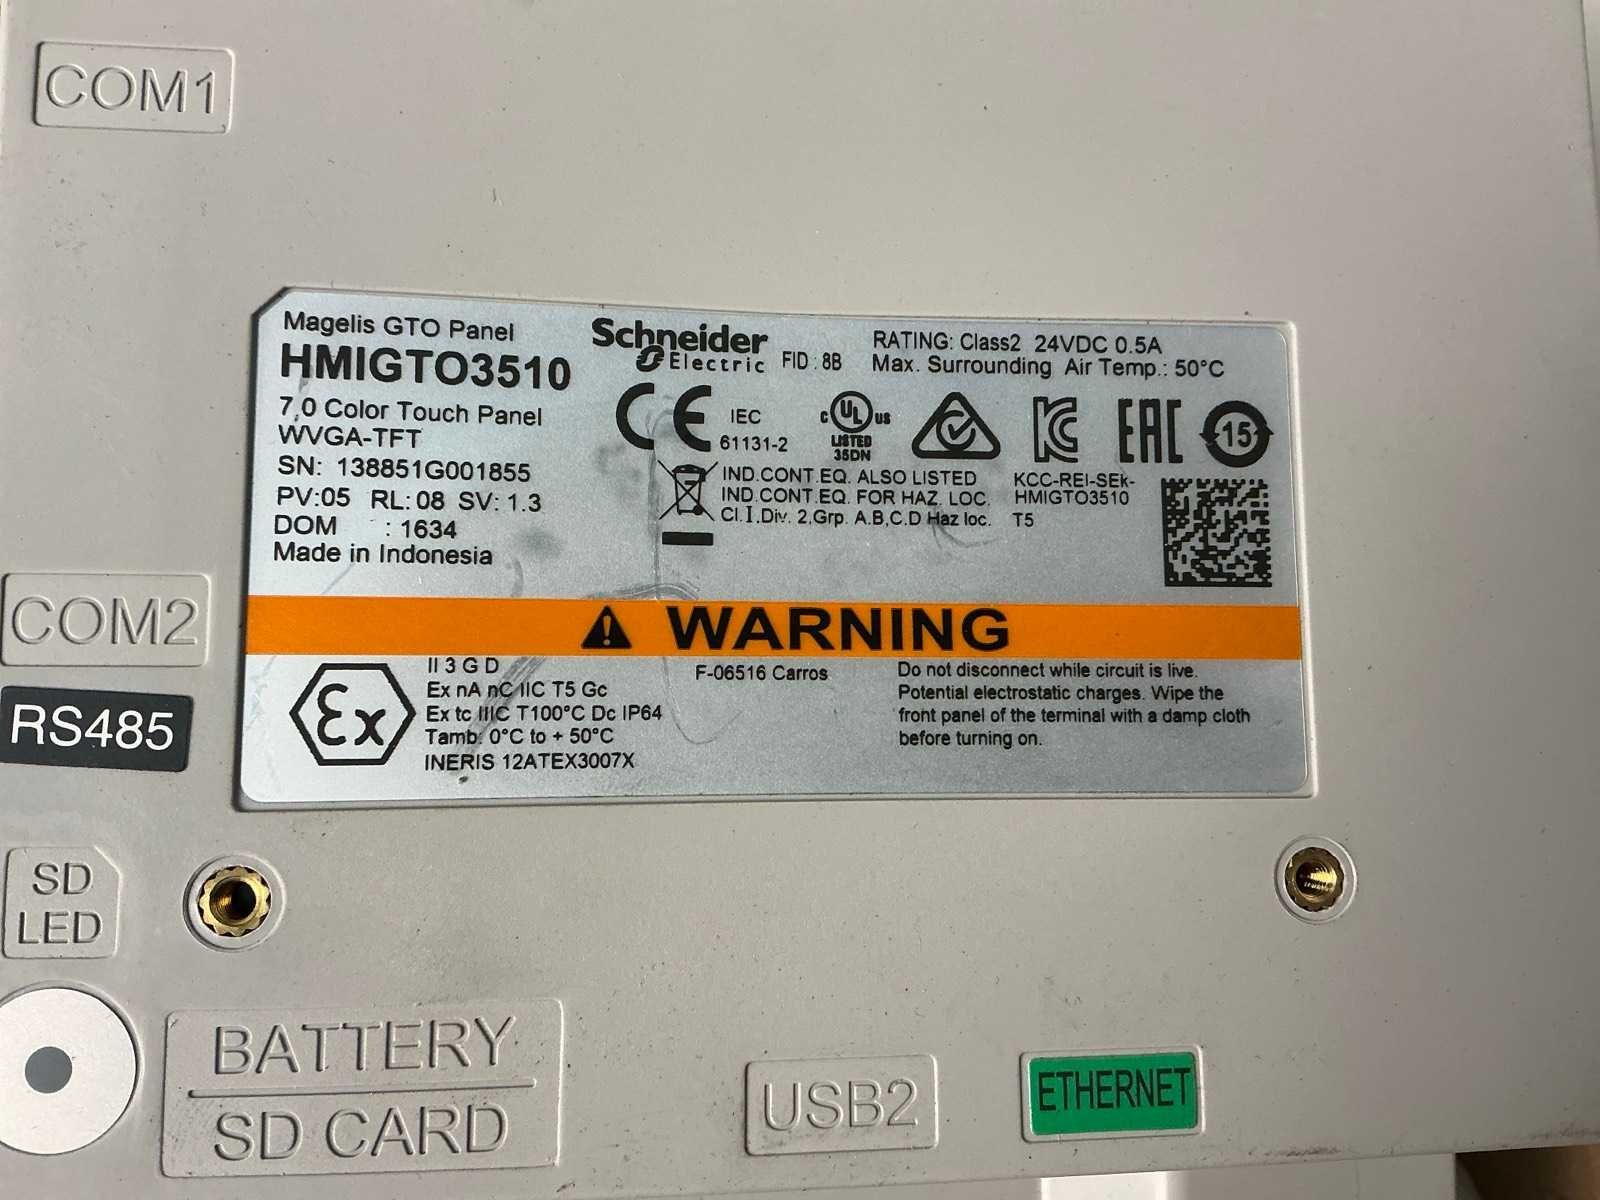 COM1
Magelis GTO Panel
HMIGTO3510
7,0 Color Touch Panel
WVGA-TFT
SN: 138851G001855
PV:05 RL: 08 SV: 1.3
DOM : 1634
Made in Indonesia
Schneider
Electric FID : 8B
RATING: Class2 24VDC 0.5A
Max. Surrounding Air Temp.: 50°C
CE IEC
61131-2
c UL us
LISTED
35DN
KC
EAC
15
IND.CONT.EQ. ALSO LISTED
IND.CONT.EQ. FOR HAZ. LOC.
Cl.I,Div. 2,Grp. A,B,C,D Haz loc. T5
KCC-REI-SEk-
HMIGTO3510
WARNING
Ex
II 3 G D
Ex nA nC IIC T5 Gc
Ex tc IIIC T100°C Dc IP64
Tamb: 0°C to + 50°C
INERIS 12ATEX3007X
F-06516 Carros
Do not disconnect while circuit is live.
Potential electrostatic charges. Wipe the
front panel of the terminal with a damp cloth
before turning on.
COM2
RS485
SD
LED
BATTERY
SD CARD
USB2
ETHERNET